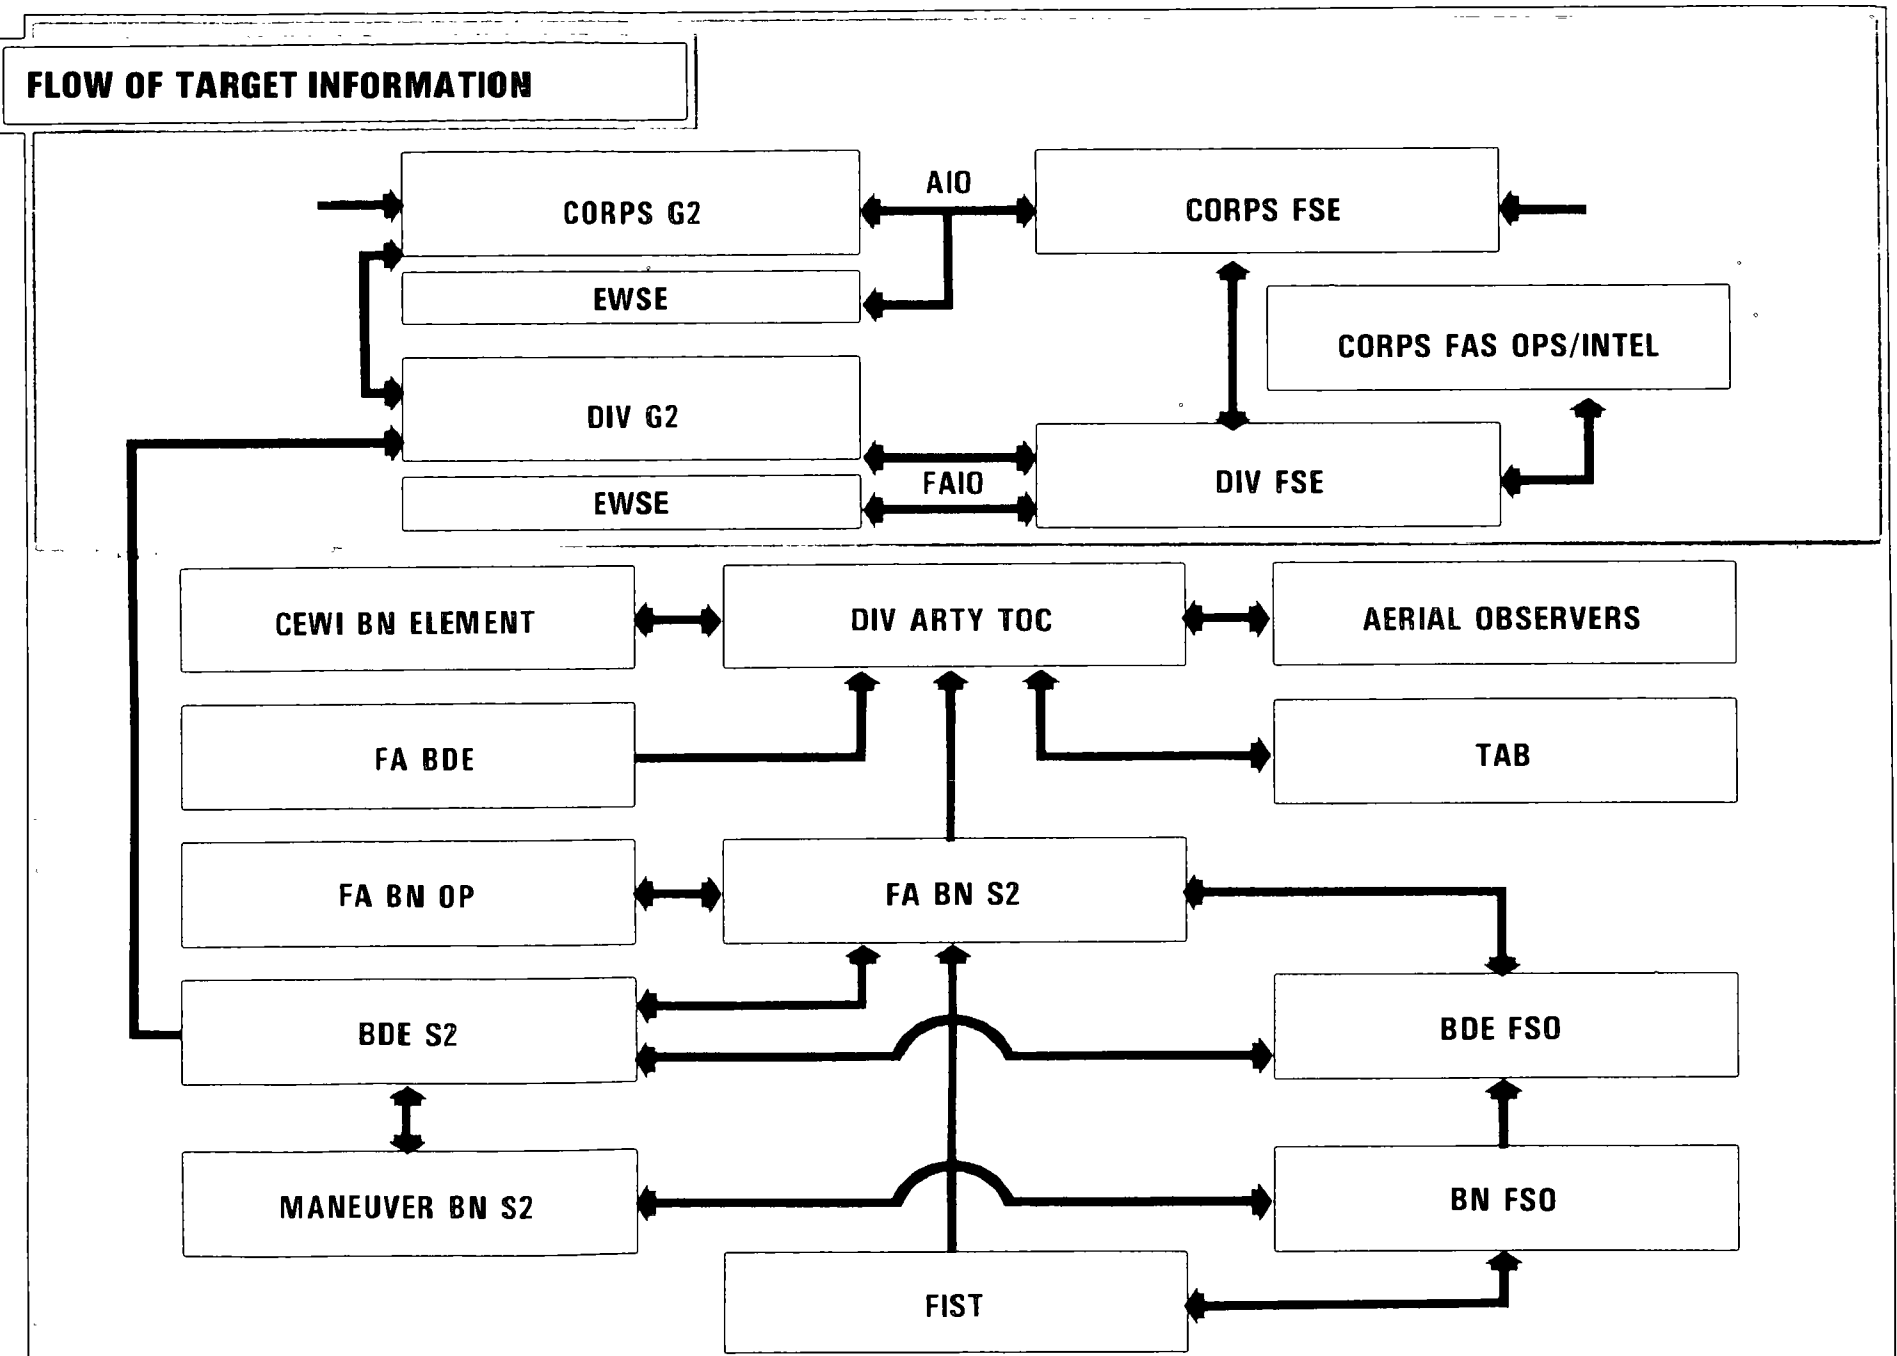 FLOW OF TARGET INFORMATION
AIO
CORPS G2
CORPS FSE
EWSE
CORPS FAS OPS/INTEL
DIV G2
FAIO
DIV FSE
EWSE
CEWI BN ELEMENT
DIV ARTY TOC
AERIAL OBSERVERS
FA BDE
TAB
FA BN OP
FA BN S2
BDE S2
BDE FSO
MANEUVER BN S2
BN FSO
FIST